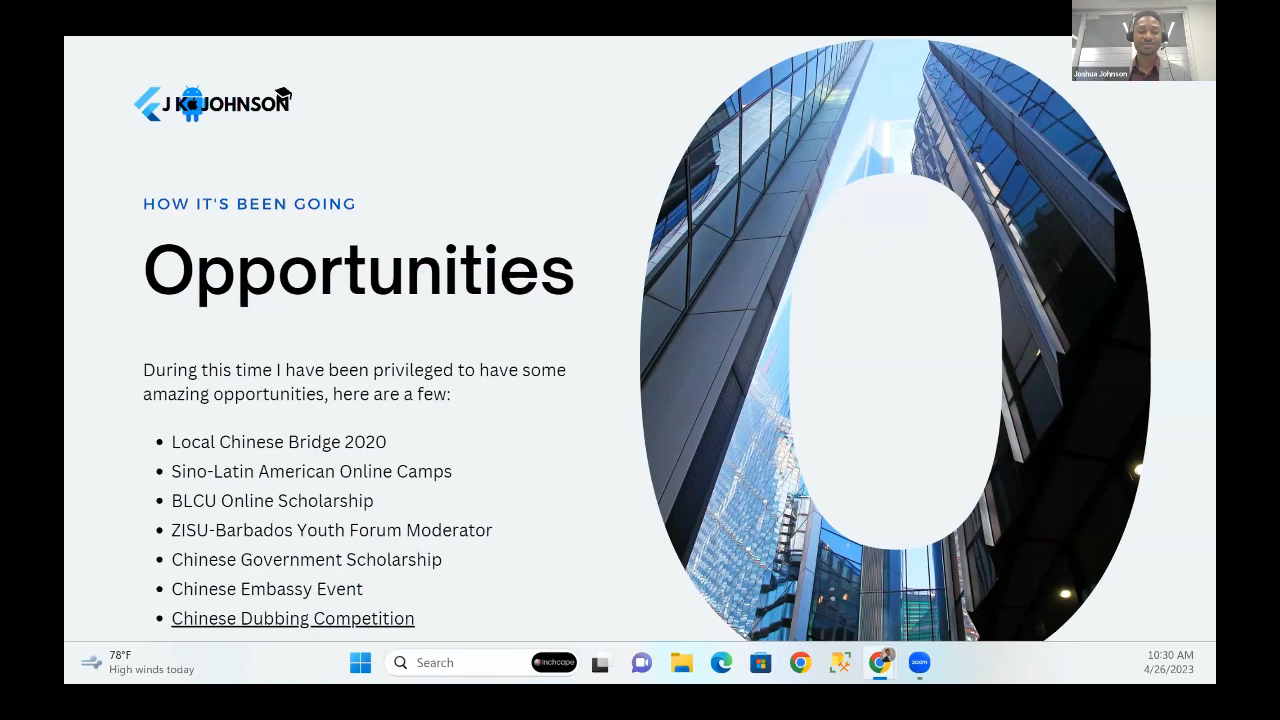 Joshua Johnson
J K JOHNSON
HOW IT'S BEEN GOING
Opportunities
During this time I have been privileged to have some
amazing opportunities, here are a few:
• Local Chinese Bridge 2020
• Sino-Latin American Online Camps
• BLCU Online Scholarship
• ZISU-Barbados Youth Forum Moderator
• Chinese Government Scholarship
• Chinese Embassy Event
• Chinese Dubbing Competition
78°F
High winds today
Search
inchcape
zoom
10:30 AM
4/26/2023